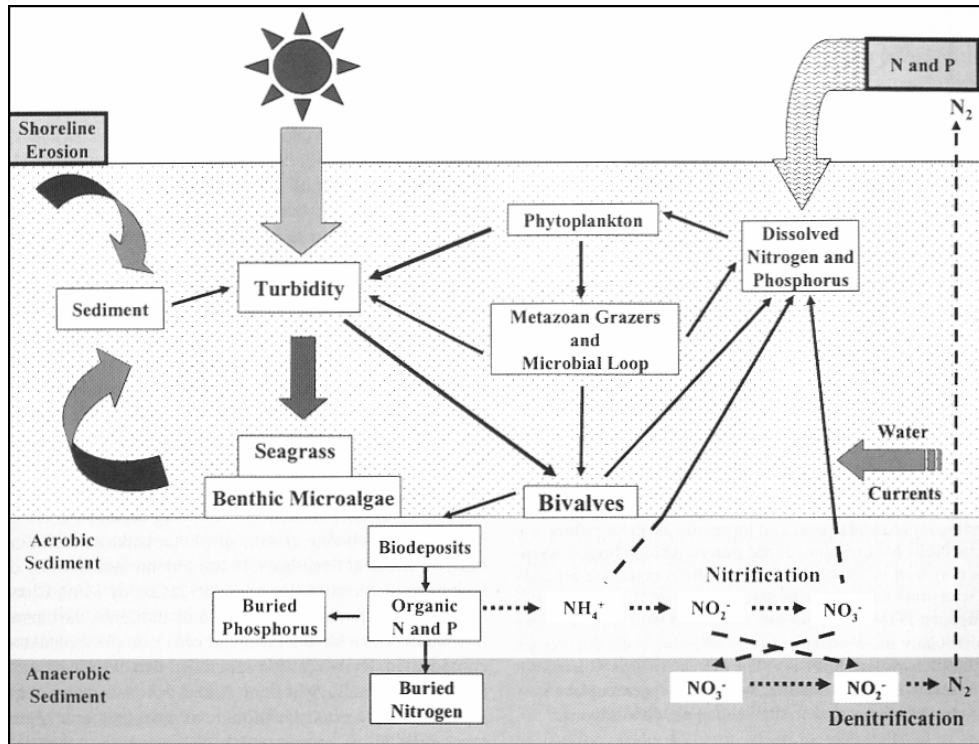 N and P
N₂
Shoreline
Erosion
Phytoplankton
Dissolved
Nitrogen and
Phosphorus
Turbidity
Sediment
Metazoan Grazers
and
Microbial Loop
Water
Currents
Seagrass
Benthic Microalgae
Bivalves
Aerobic
Sediment
Biodeposits
Nitrification
Buried
Phosphorus
Organic
N and P
NH₄⁺
NO₂⁻
NO₃⁻
Anaerobic
Sediment
Buried
Nitrogen
NO₃⁻
NO₂⁻
N₂
Denitrification